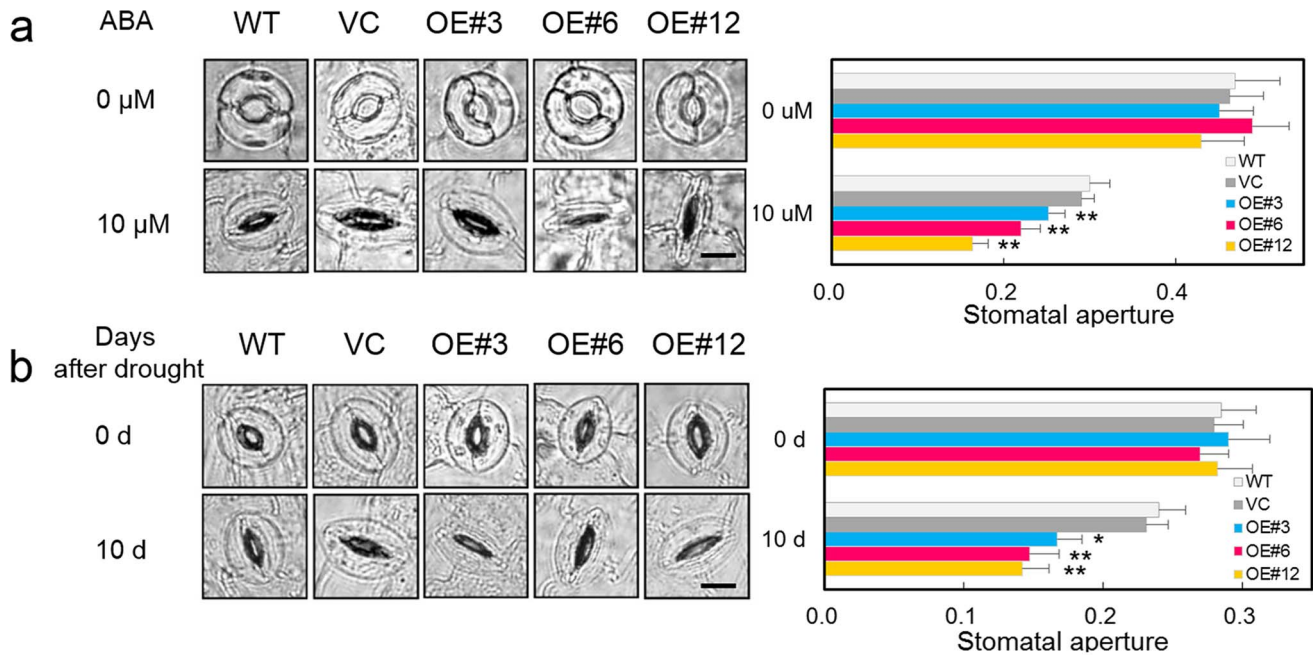 a
ABA
WT VC OE#3 OE#6 OE#12
0 µM
10 µM
0 uM
10 uM
**
**
**
WT
VC
OE#3
OE#6
OE#12
0.0 0.2 0.4
Stomatal aperture
b
Days
after drought
WT VC OE#3 OE#6 OE#12
0 d
10 d
0 d
10 d
*
**
**
WT
VC
OE#3
OE#6
OE#12
0.0 0.1 0.2 0.3
Stomatal aperture